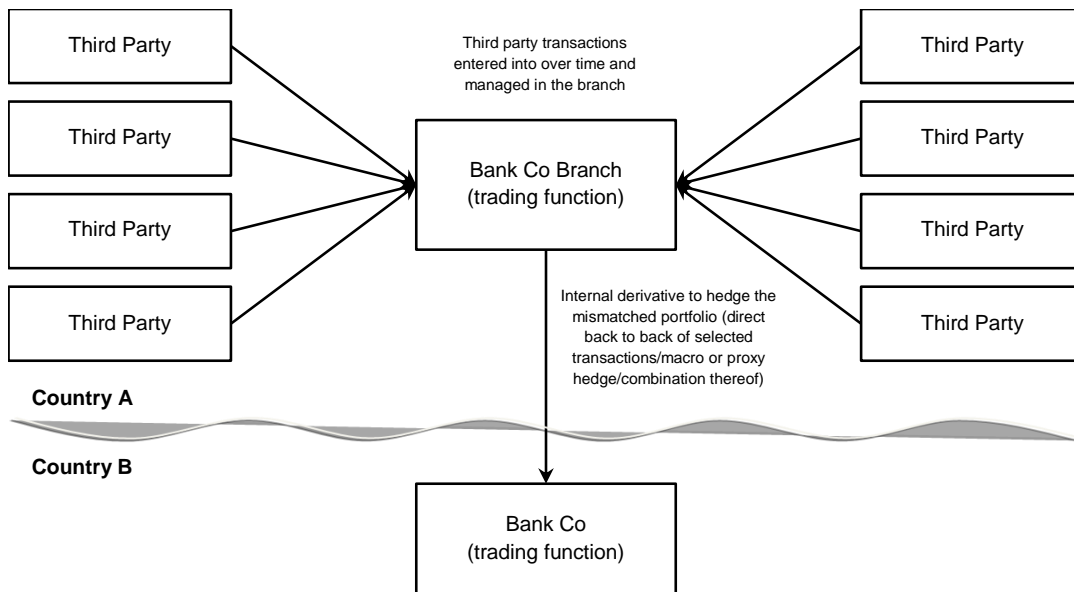 Third Party
Third Party
Third Party
Third Party
Third party transactions
entered into over time and
managed in the branch
Bank Co Branch
(trading function)
Third Party
Third Party
Third Party
Third Party
Internal derivative to hedge the
mismatched portfolio (direct
back to back of selected
transactions/macro or proxy
hedge/combination thereof)
Country A
Country B
Bank Co
(trading function)